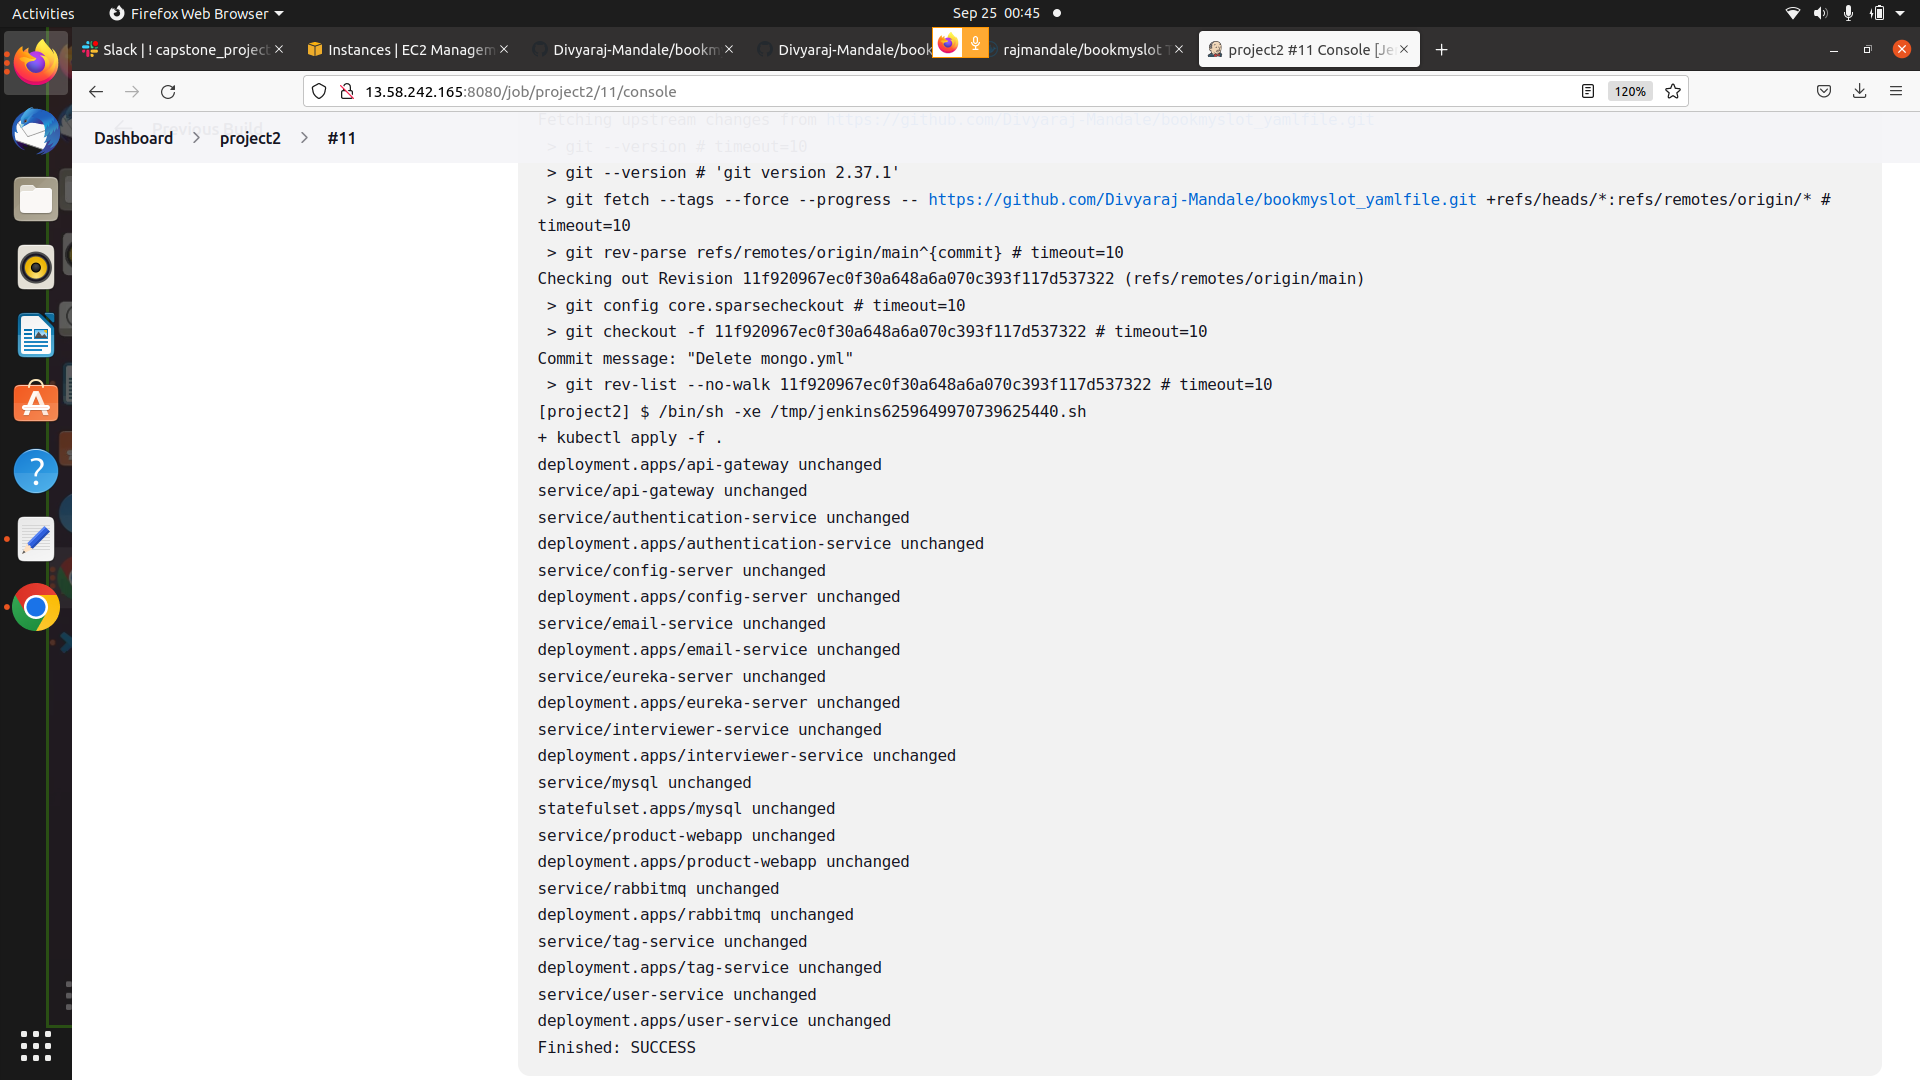 Activities
Firefox Web Browser
Sep 25 00:45
Slack | ! capstone_project
Instances | EC2 Managem
Divyaraj-Mandale/bookm
Divyaraj-Mandale/book
rajmandale/bookmyslot T
project2 #11 Console [Je
13.58.242.165:8080/job/project2/11/console
120%
Previous Build
Dashboard > project2 > #11
Fetching upstream changes from https://github.com/Divyaraj-Mandale/bookmyslot_yamlfile.git
> git --version # timeout=10
> git --version # 'git version 2.37.1'
> git fetch --tags --force --progress -- https://github.com/Divyaraj-Mandale/bookmyslot_yamlfile.git +refs/heads/*:refs/remotes/origin/* #
timeout=10
> git rev-parse refs/remotes/origin/main^{commit} # timeout=10
Checking out Revision 11f920967ec0f30a648a6a070c393f117d537322 (refs/remotes/origin/main)
> git config core.sparsecheckout # timeout=10
> git checkout -f 11f920967ec0f30a648a6a070c393f117d537322 # timeout=10
Commit message: "Delete mongo.yml"
> git rev-list --no-walk 11f920967ec0f30a648a6a070c393f117d537322 # timeout=10
[project2] $ /bin/sh -xe /tmp/jenkins6259649970739625440.sh
+ kubectl apply -f .
deployment.apps/api-gateway unchanged
service/api-gateway unchanged
service/authentication-service unchanged
deployment.apps/authentication-service unchanged
service/config-server unchanged
deployment.apps/config-server unchanged
service/email-service unchanged
deployment.apps/email-service unchanged
service/eureka-server unchanged
deployment.apps/eureka-server unchanged
service/interviewer-service unchanged
deployment.apps/interviewer-service unchanged
service/mysql unchanged
statefulset.apps/mysql unchanged
service/product-webapp unchanged
deployment.apps/product-webapp unchanged
service/rabbitmq unchanged
deployment.apps/rabbitmq unchanged
service/tag-service unchanged
deployment.apps/tag-service unchanged
service/user-service unchanged
deployment.apps/user-service unchanged
Finished: SUCCESS